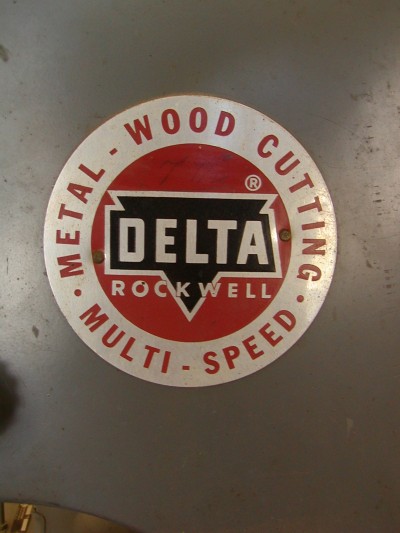 METAL - WOOD CUTTING
®
DELTA
ROCKWELL
• MULTI - SPEED •